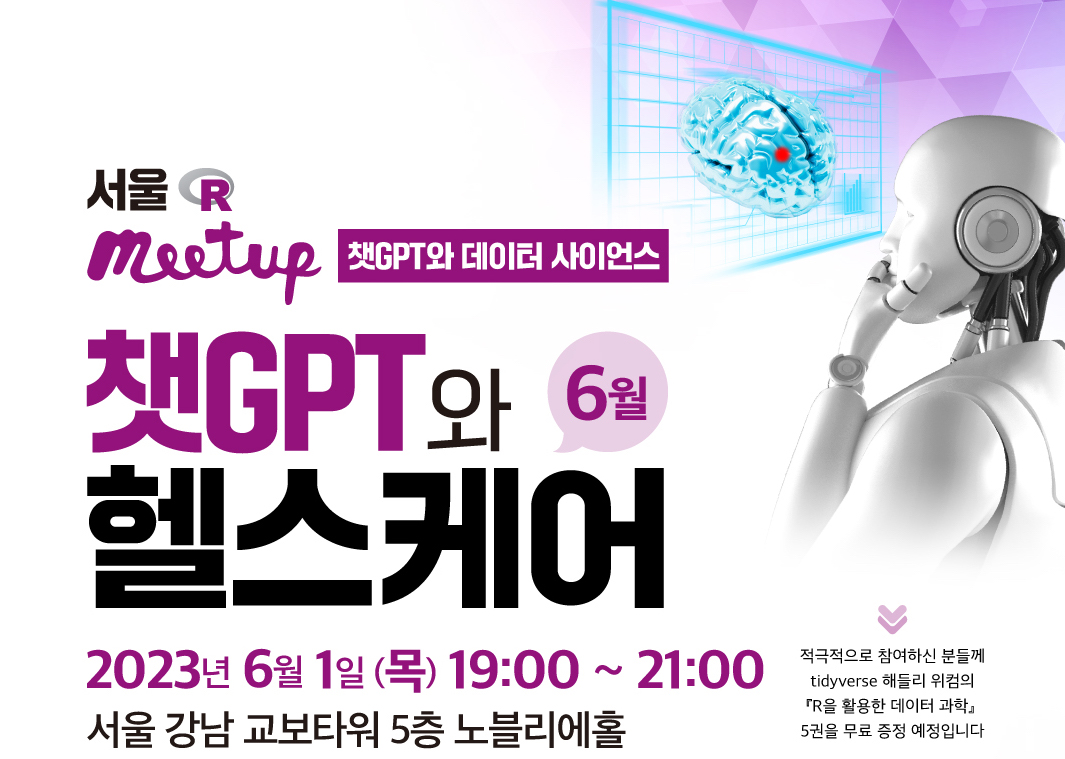 서울 R
meetup
챗GPT와 데이터 사이언스
챗GPT와
6월
헬스케어
2023년 6월 1일 (목) 19:00 ~ 21:00
서울 강남 교보타워 5층 노블리에홀
적극적으로 참여하신 분들께
tidyverse 해들리 위컴의
『R을 활용한 데이터 과학』
5권을 무료 증정 예정입니다